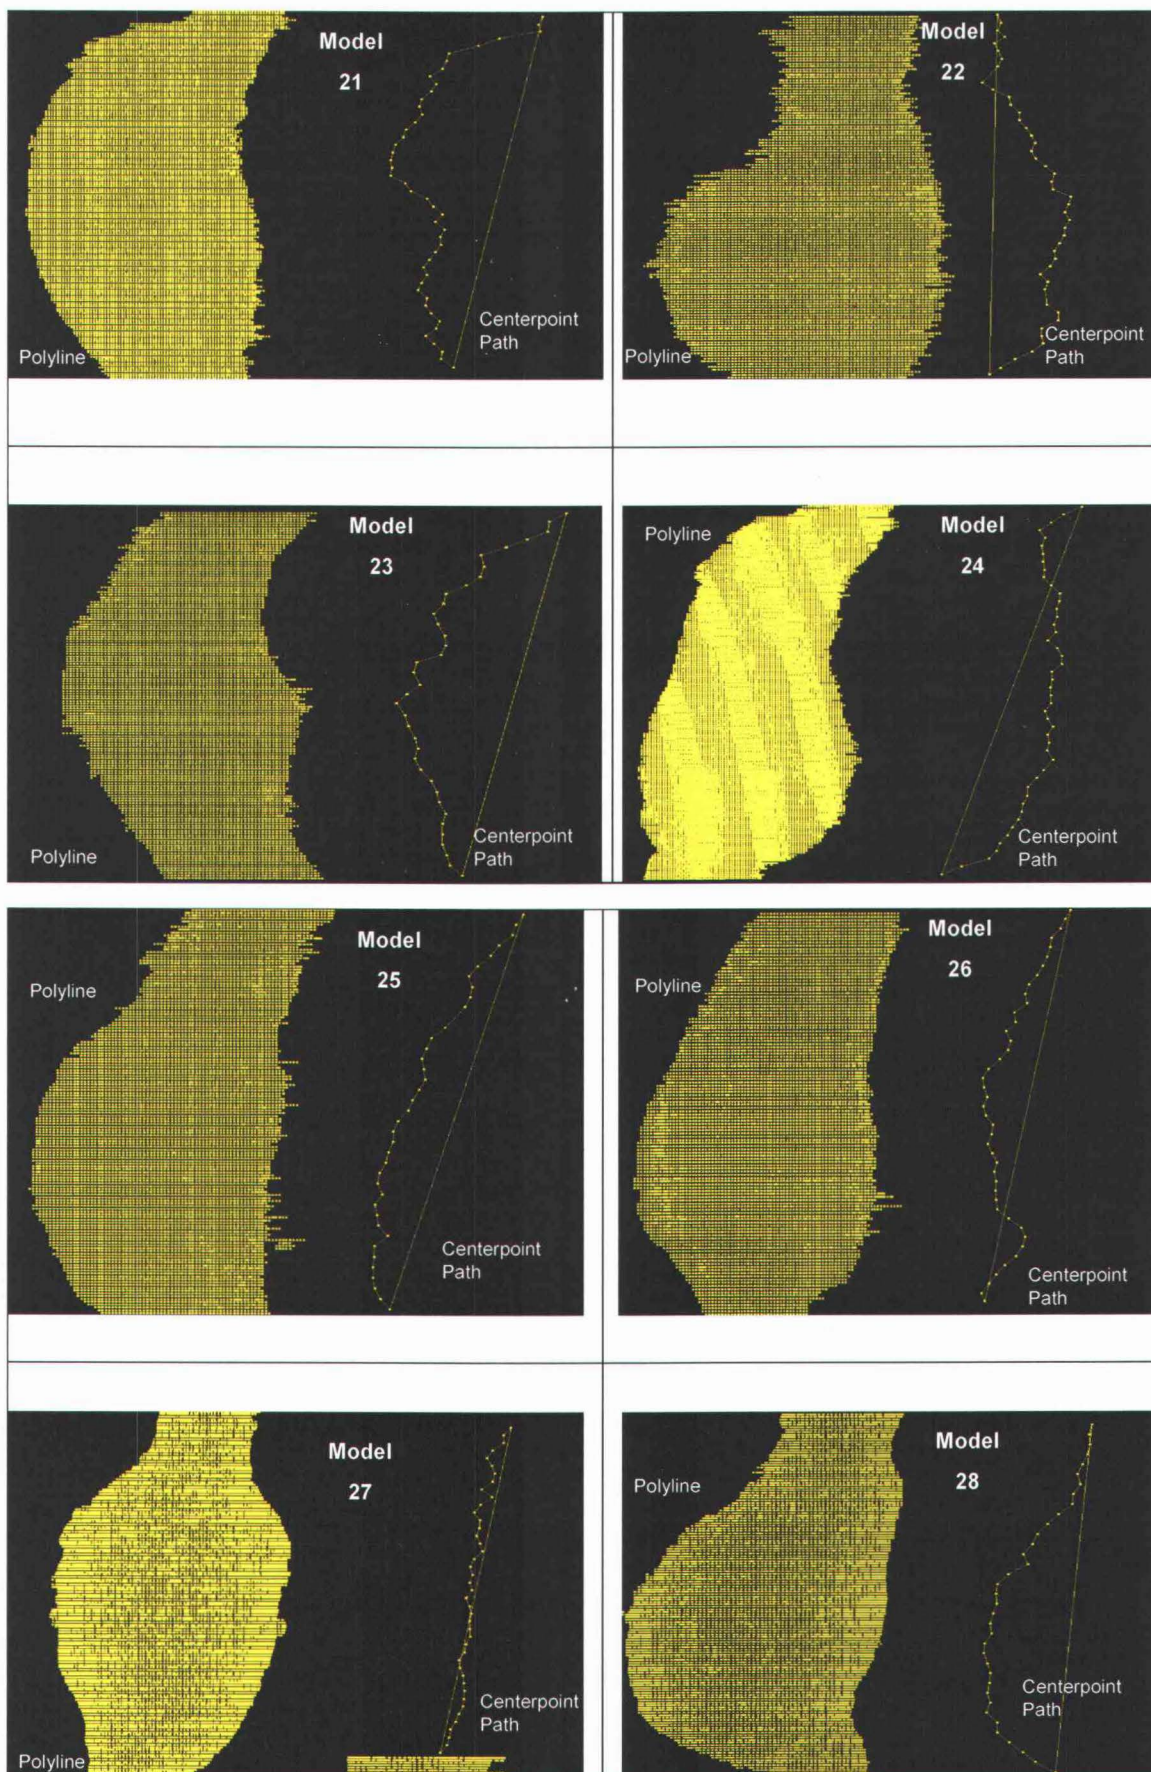 Model
21
Centerpoint
Path
Polyline
Model
22
Centerpoint
Path
Polyline
Model
23
Centerpoint
Path
Polyline
Polyline
Model
24
Centerpoint
Path
Model
25
Polyline
Centerpoint
Path
Model
26
Polyline
Centerpoint
Path
Model
27
Centerpoint
Path
Polyline
Model
28
Polyline
Centerpoint
Path